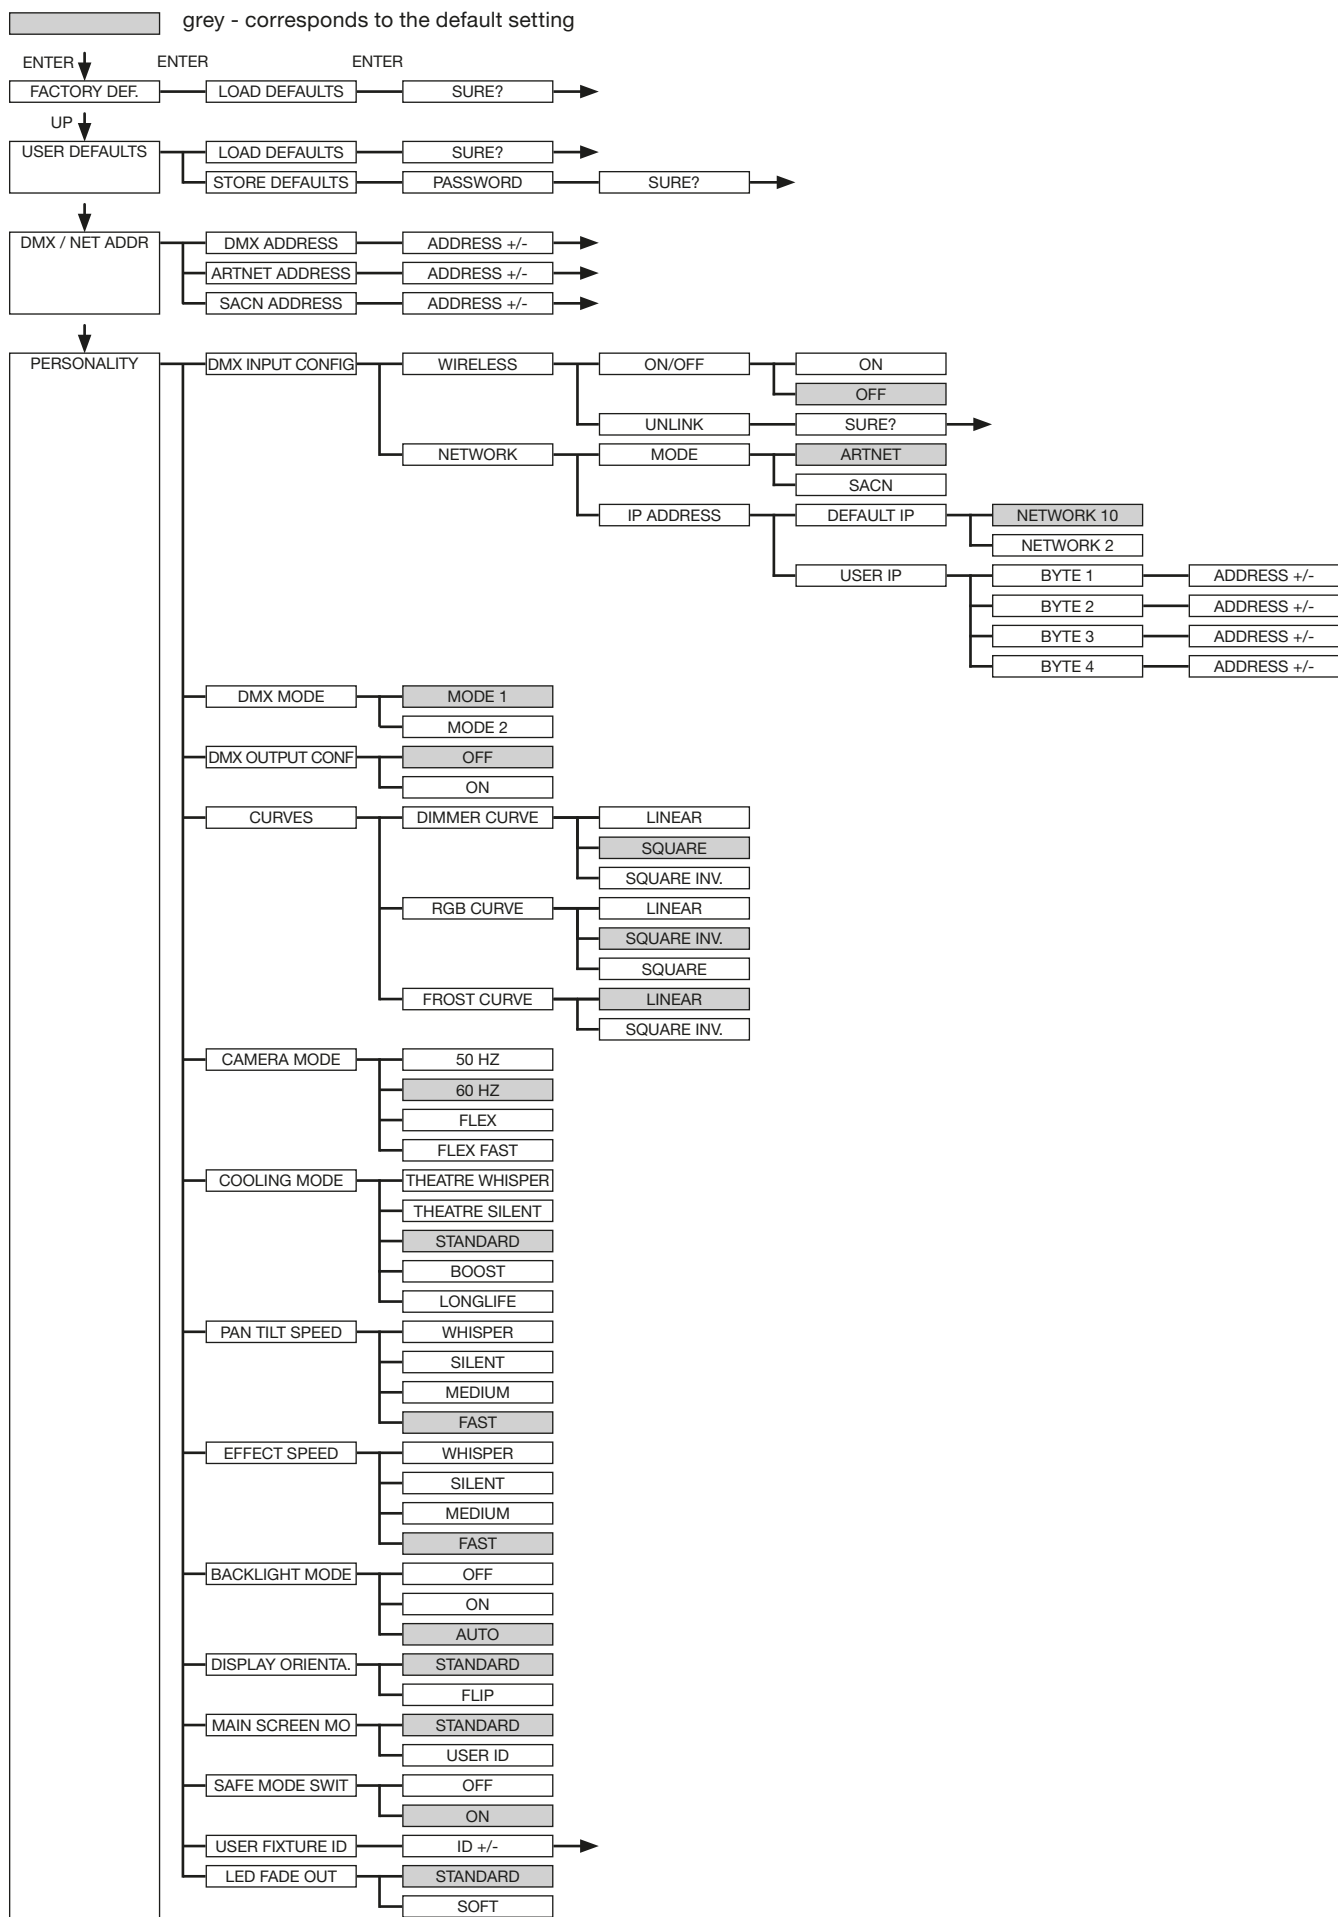 grey - corresponds to the default setting
ENTER ENTER ENTER
FACTORY DEF. LOAD DEFAULTS SURE?
UP
USER DEFAULTS LOAD DEFAULTS SURE?
STORE DEFAULTS PASSWORD SURE?
DMX / NET ADDR DMX ADDRESS ADDRESS +/-
ARTNET ADDRESS ADDRESS +/-
SACN ADDRESS ADDRESS +/-
PERSONALITY DMX INPUT CONFIG WIRELESS ON/OFF ON
OFF
UNLINK SURE?
NETWORK MODE ARTNET
SACN
IP ADDRESS DEFAULT IP NETWORK 10
NETWORK 2
USER IP BYTE 1 ADDRESS +/-
BYTE 2 ADDRESS +/-
BYTE 3 ADDRESS +/-
BYTE 4 ADDRESS +/-
DMX MODE MODE 1
MODE 2
DMX OUTPUT CONF OFF
ON
CURVES DIMMER CURVE LINEAR
SQUARE
SQUARE INV.
RGB CURVE LINEAR
SQUARE INV.
SQUARE
FROST CURVE LINEAR
SQUARE INV.
CAMERA MODE 50 HZ
60 HZ
FLEX
FLEX FAST
COOLING MODE THEATRE WHISPER
THEATRE SILENT
STANDARD
BOOST
LONGLIFE
PAN TILT SPEED WHISPER
SILENT
MEDIUM
FAST
EFFECT SPEED WHISPER
SILENT
MEDIUM
FAST
BACKLIGHT MODE OFF
ON
AUTO
DISPLAY ORIENTA. STANDARD
FLIP
MAIN SCREEN MO STANDARD
USER ID
SAFE MODE SWIT OFF
ON
USER FIXTURE ID ID +/-
LED FADE OUT STANDARD
SOFT